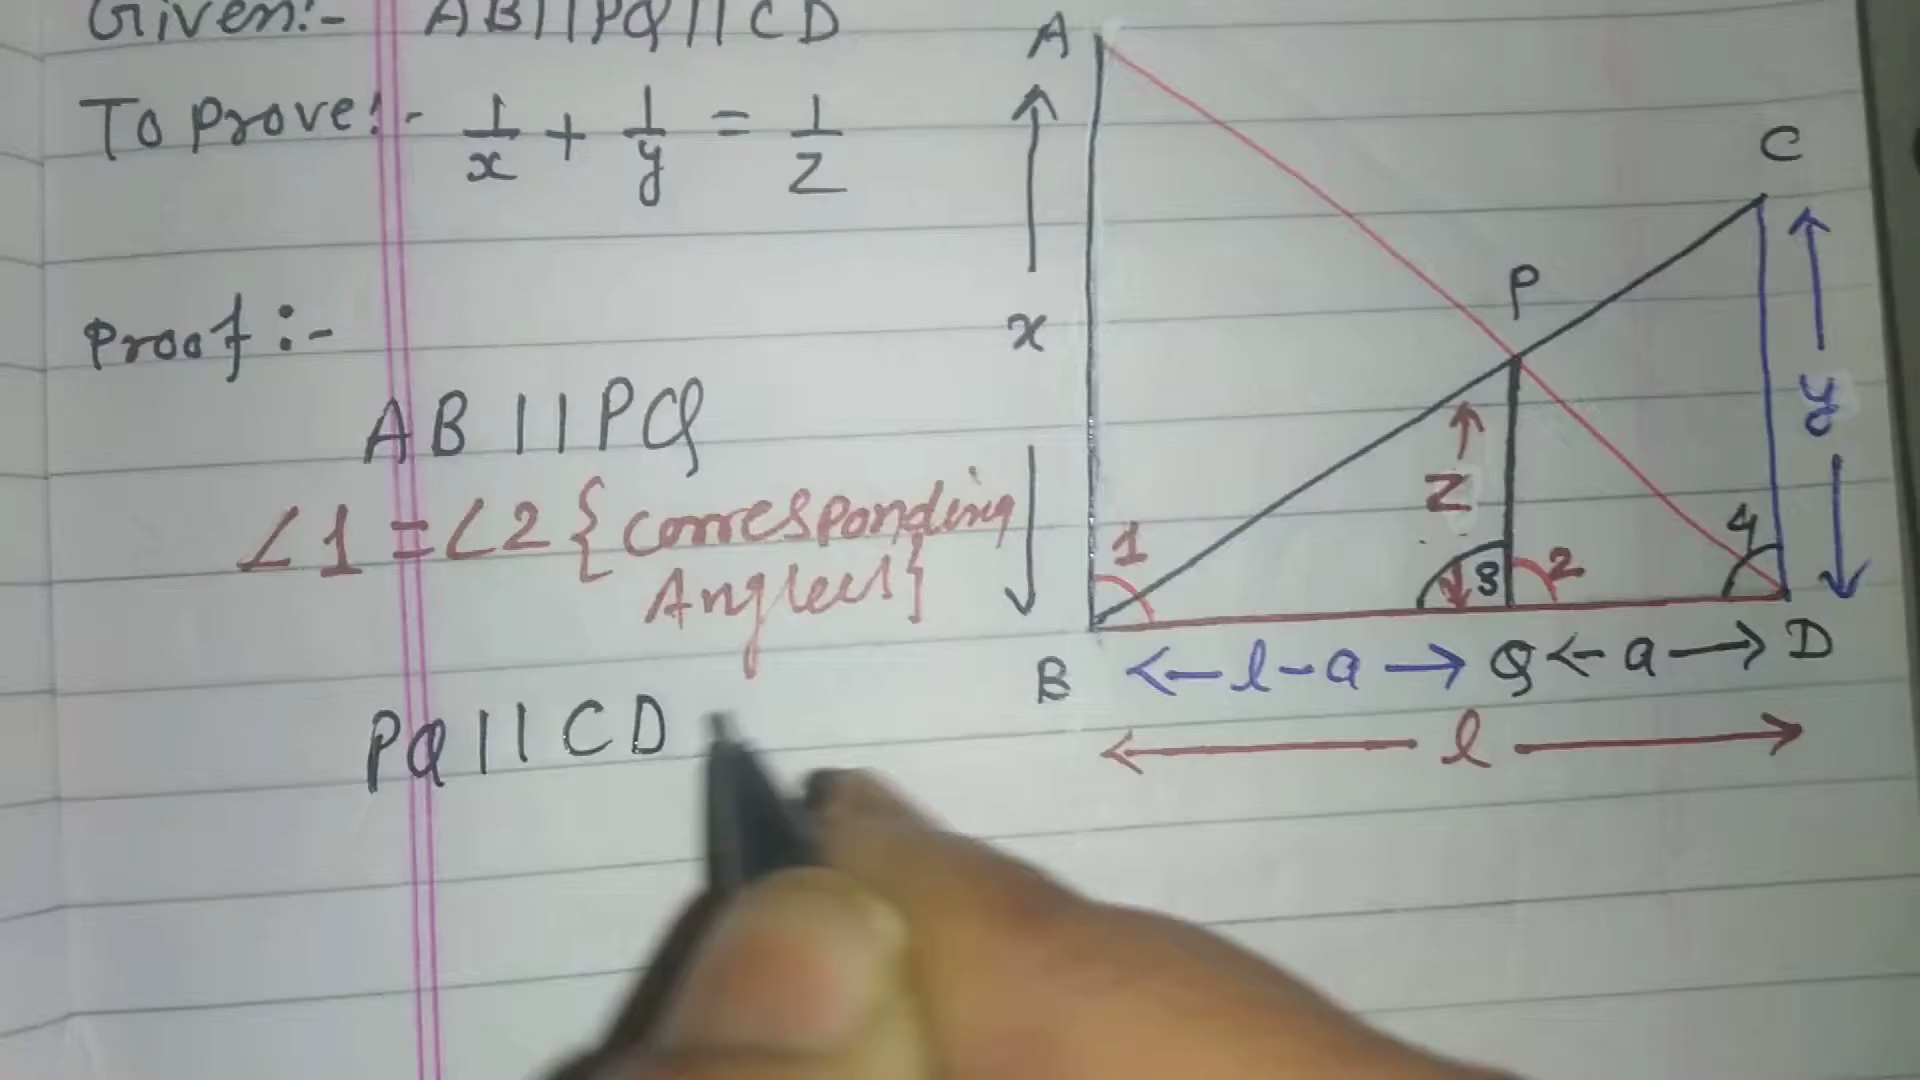 Given:- AB||PQ||CD
To prove:- 1/x + 1/y = 1/z
Proof:-
AB||PQ
∠1=∠2{corresponding
Anglees}
PQ||CD
A
C
P
x
y
z
1
3
2
4
B
l-a
Q
a
D
l